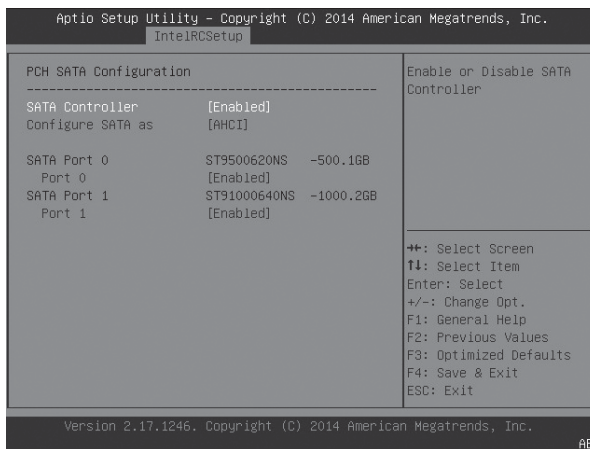 Aptio Setup Utility – Copyright (C) 2014 American Megatrends, Inc.
IntelRCSetup
PCH SATA Configuration
SATA Controller [Enabled]
Configure SATA as [AHCI]
SATA Port 0 ST9500620NS -500.1GB
Port 0 [Enabled]
SATA Port 1 ST91000640NS -1000.2GB
Port 1 [Enabled]
Enable or Disable SATA
Controller
→←: Select Screen
↑↓: Select Item
Enter: Select
+/-: Change Opt.
F1: General Help
F2: Previous Values
F3: Optimized Defaults
F4: Save & Exit
ESC: Exit
Version 2.17.1246. Copyright (C) 2014 American Megatrends, Inc.
AB